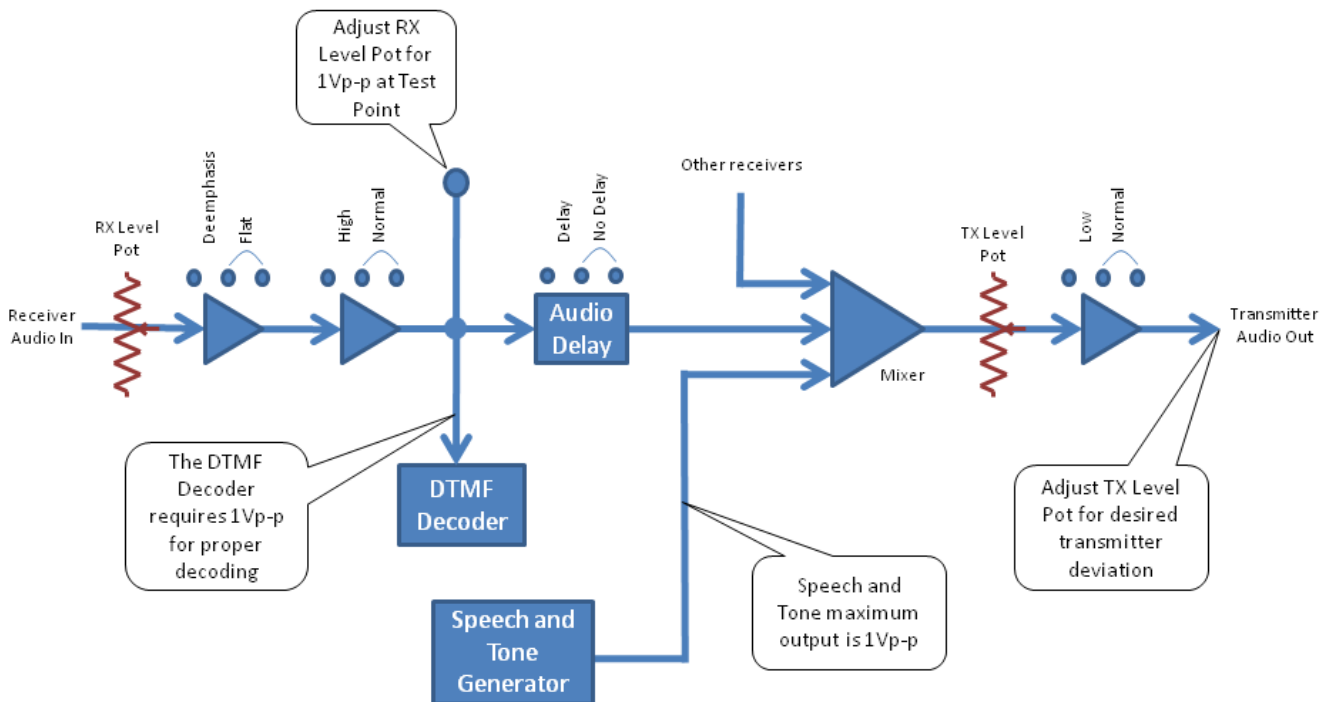 Adjust RX
Level Pot for
1Vp-p at Test
Point
Other receivers
Deemphasis
Flat
High
Normal
Delay
No Delay
Low
Normal
RX Level
Pot
TX Level
Pot
Receiver
Audio In
Audio
Delay
Mixer
Transmitter
Audio Out
The DTMF
Decoder
requires 1Vp-p
for proper
decoding
DTMF
Decoder
Adjust TX Level
Pot for desired
transmitter
deviation
Speech and
Tone maximum
output is 1Vp-p
Speech and
Tone
Generator